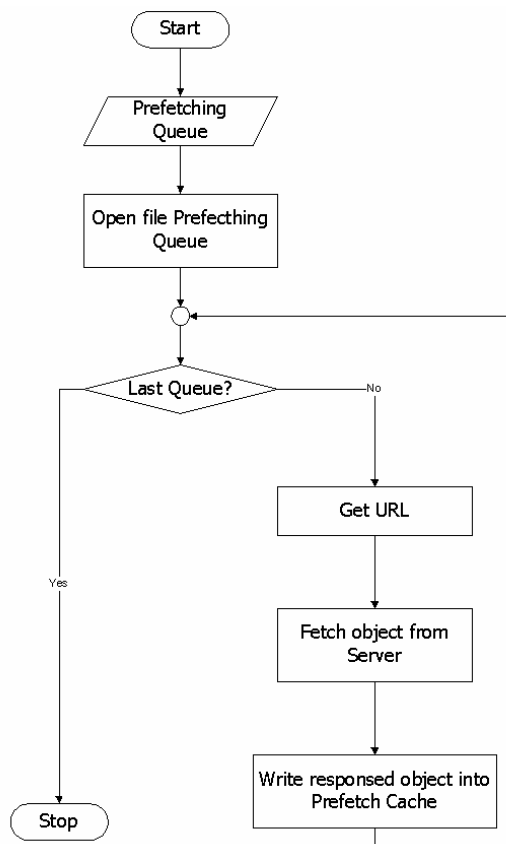 Start
Prefetching
Queue
Open file Prefecthing
Queue
Last Queue?
No
Get URL
Yes
Fetch object from
Server
Write responsed object into
Prefetch Cache
Stop